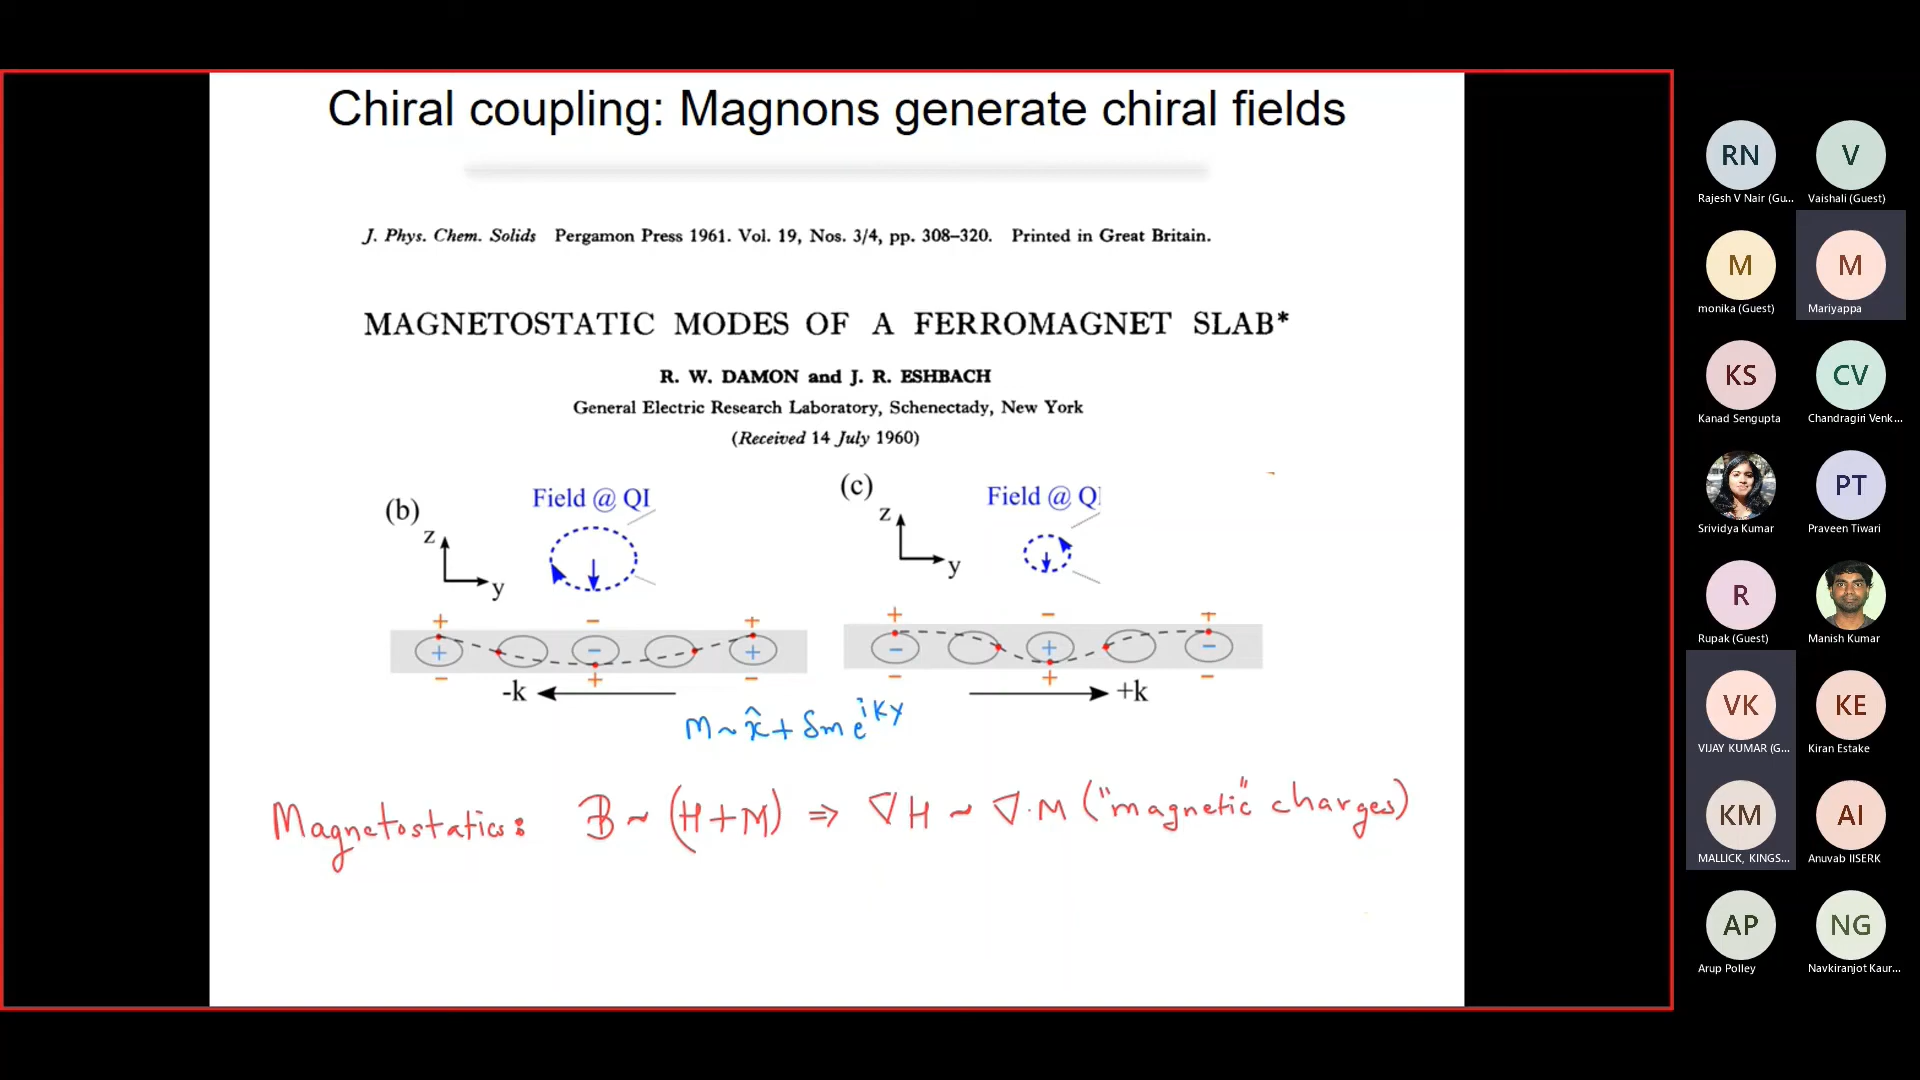 Chiral coupling: Magnons generate chiral fields
J. Phys. Chem. Solids Pergamon Press 1961. Vol. 19, Nos. 3/4, pp. 308–320. Printed in Great Britain.
MAGNETOSTATIC MODES OF A FERROMAGNET SLAB*
R. W. DAMON and J. R. ESHBACH
General Electric Research Laboratory, Schenectady, New York
(Received 14 July 1960)
(b)
Field @ QI
z
y
+ − +
+ − +
− + −
-k
(c)
Field @ Q
z
y
+ − +
− + −
− + −
+k
M ~ x̂ + δm e^{iky}
Magnetostatics: B ~ (H+M) ⇒ ∇H ~ ∇·M ("magnetic" charges)
RN
Rajesh V Nair (Gu...
V
Vaishali (Guest)
M
monika (Guest)
M
Mariyappa
KS
Kanad Sengupta
CV
Chandragiri Venk...
Srividya Kumar
PT
Praveen Tiwari
R
Rupak (Guest)
Manish Kumar
VK
VIJAY KUMAR (G...
KE
Kiran Estake
KM
MALLICK, KINGS...
AI
Anuvab IISERK
AP
Arup Polley
NG
Navkiranjot Kaur...